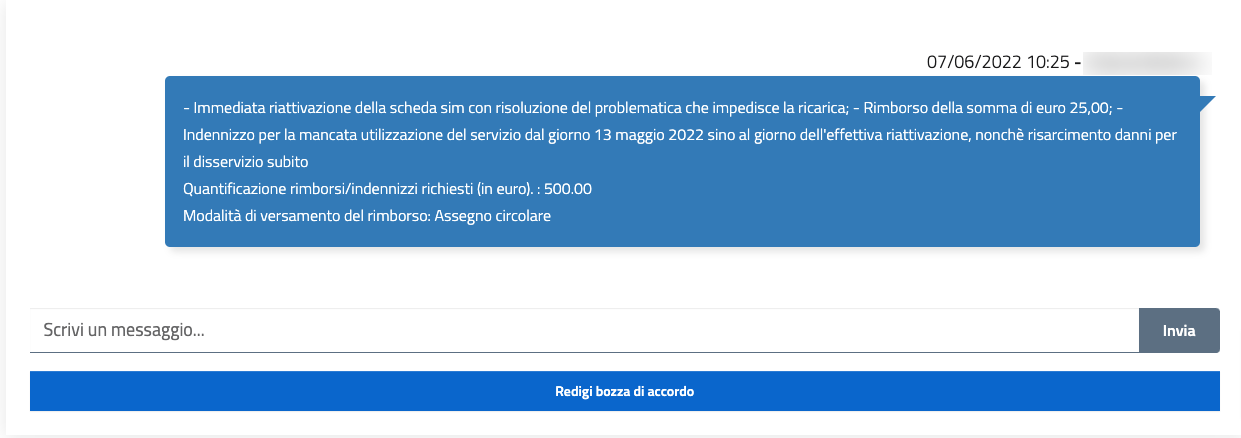 07/06/2022 10:25 -
- Immediata riattivazione della scheda sim con risoluzione del problematica che impedisce la ricarica; - Rimborso della somma di euro 25,00; -
Indennizzo per la mancata utilizzazione del servizio dal giorno 13 maggio 2022 sino al giorno dell'effettiva riattivazione, nonchè risarcimento danni per
il disservizio subito
Quantificazione rimborsi/indennizzi richiesti (in euro). : 500.00
Modalità di versamento del rimborso: Assegno circolare
Scrivi un messaggio...
Invia
Redigi bozza di accordo